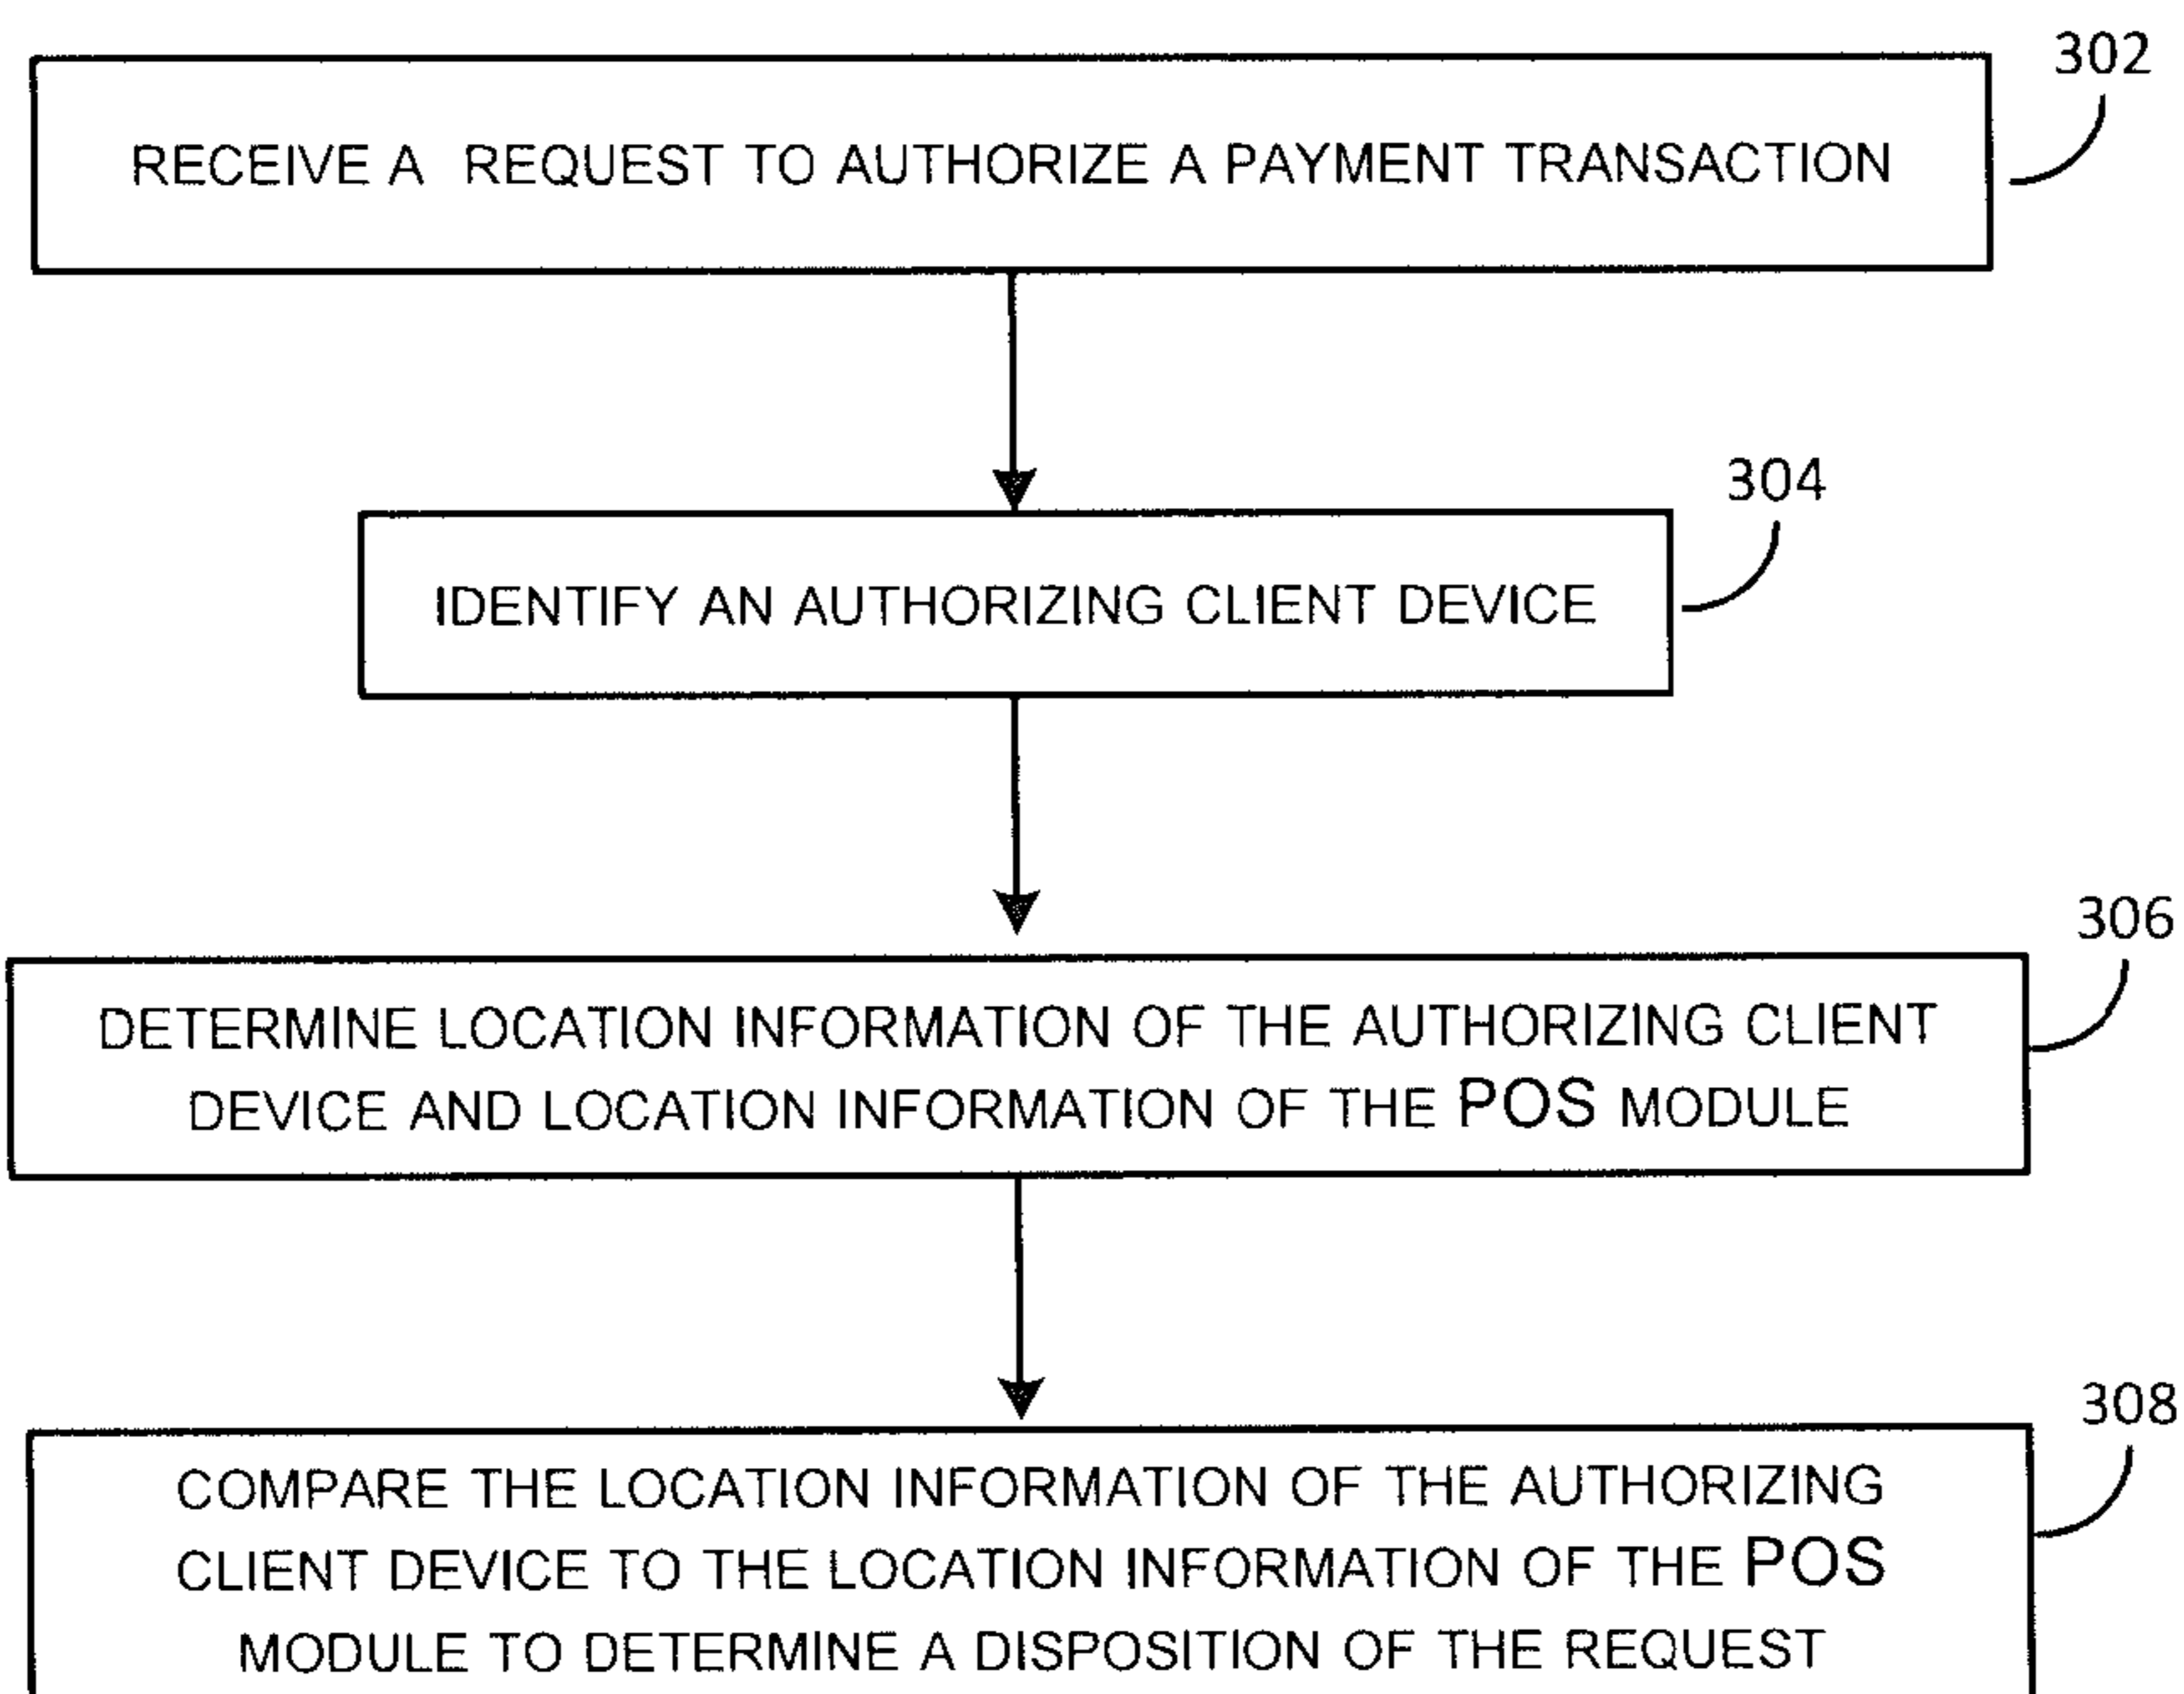 302
RECEIVE A REQUEST TO AUTHORIZE A PAYMENT TRANSACTION
304
IDENTIFY AN AUTHORIZING CLIENT DEVICE
306
DETERMINE LOCATION INFORMATION OF THE AUTHORIZING CLIENT
DEVICE AND LOCATION INFORMATION OF THE POS MODULE
308
COMPARE THE LOCATION INFORMATION OF THE AUTHORIZING
CLIENT DEVICE TO THE LOCATION INFORMATION OF THE POS
MODULE TO DETERMINE A DISPOSITION OF THE REQUEST